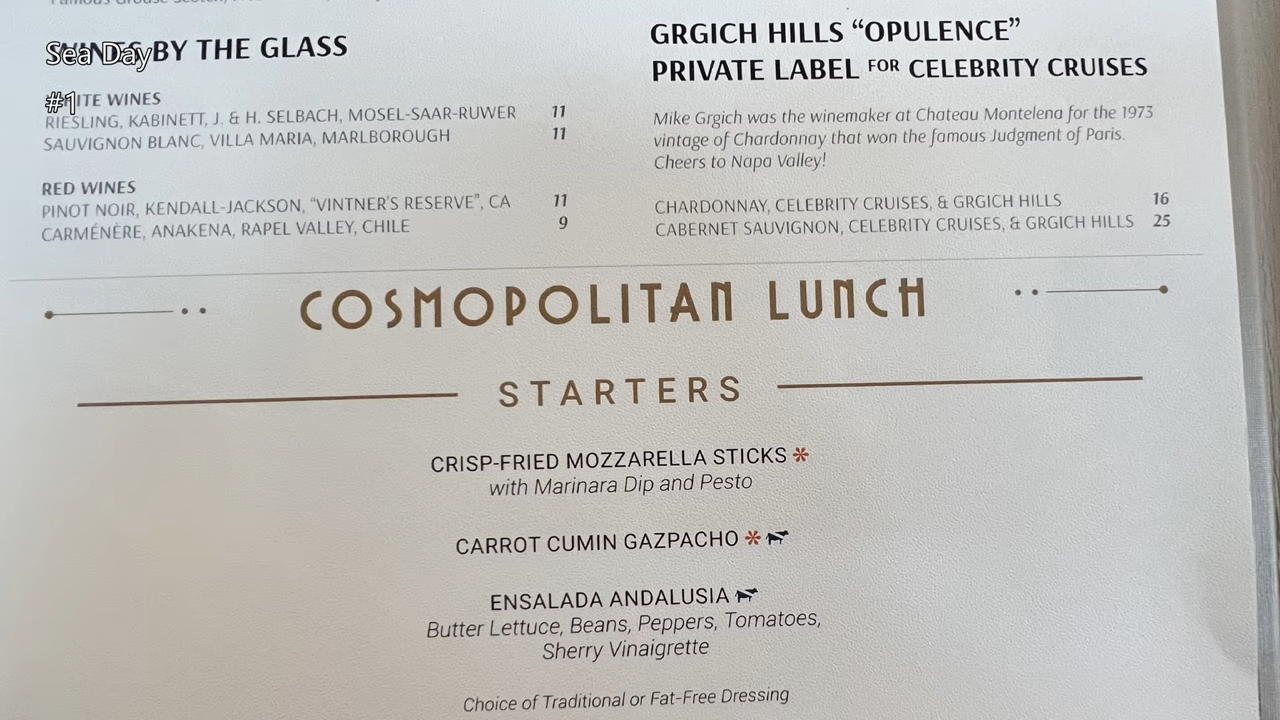 Sea Day
#1
WINES BY THE GLASS
WHITE WINES
RIESLING, KABINETT, J. & H. SELBACH, MOSEL-SAAR-RUWER 11
SAUVIGNON BLANC, VILLA MARIA, MARLBOROUGH 11
RED WINES
PINOT NOIR, KENDALL-JACKSON, “VINTNER'S RESERVE”, CA 11
CARMÉNÈRE, ANAKENA, RAPEL VALLEY, CHILE 9
GRGICH HILLS “OPULENCE”
PRIVATE LABEL FOR CELEBRITY CRUISES
Mike Grgich was the winemaker at Chateau Montelena for the 1973
vintage of Chardonnay that won the famous Judgment of Paris.
Cheers to Napa Valley!
CHARDONNAY, CELEBRITY CRUISES, & GRGICH HILLS 16
CABERNET SAUVIGNON, CELEBRITY CRUISES, & GRGICH HILLS 25
COSMOPOLITAN LUNCH
STARTERS
CRISP-FRIED MOZZARELLA STICKS
with Marinara Dip and Pesto
CARROT CUMIN GAZPACHO
ENSALADA ANDALUSIA
Butter Lettuce, Beans, Peppers, Tomatoes,
Sherry Vinaigrette
Choice of Traditional or Fat-Free Dressing